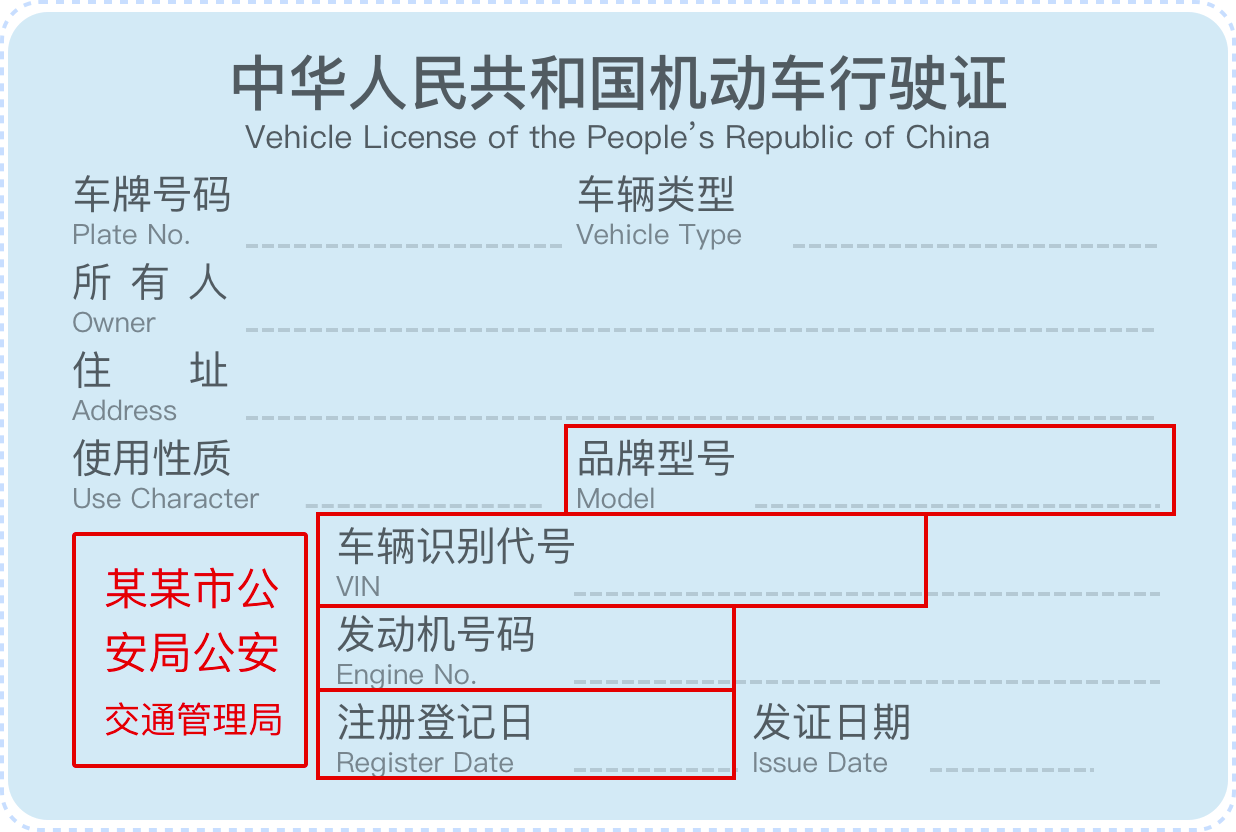 中华人民共和国机动车行驶证
Vehicle License of the People's Republic of China
车牌号码 车辆类型
Plate No. Vehicle Type
所有人
Owner
住址
Address
使用性质 品牌型号
Use Character Model
车辆识别代号
VIN
某某市公
安局公安
交通管理局
发动机号码
Engine No.
注册登记日 发证日期
Register Date Issue Date